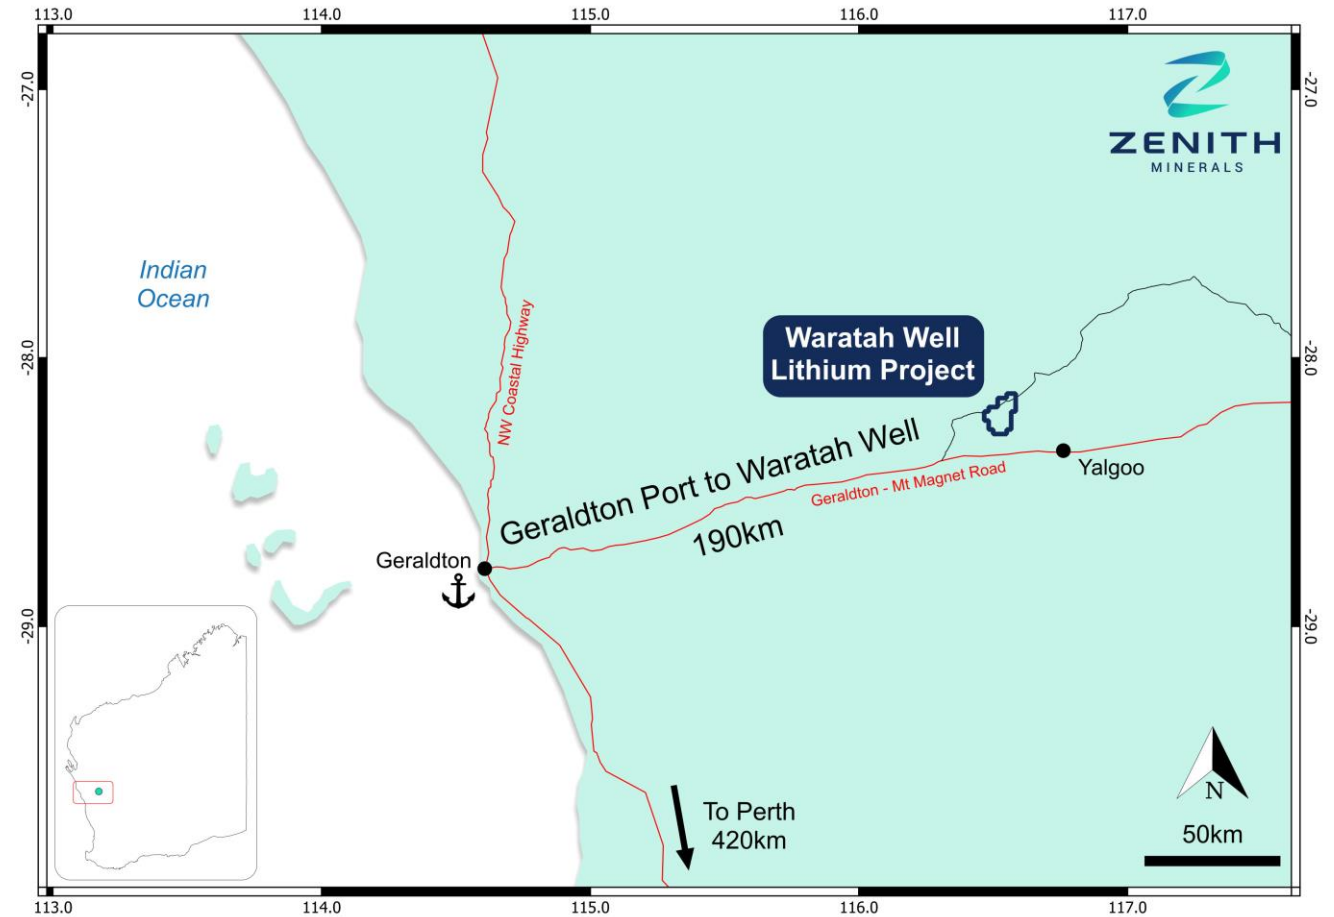 113.0
114.0
115.0
116.0
117.0
-27.0
-27.0
ZENITH
MINERALS
Indian
Ocean
NW Coastal Highway
Waratah Well
Lithium Project
-28.0
-28.0
Geraldton Port to Waratah Well
190km
Geraldton - Mt Magnet Road
Yalgoo
Geraldton
-29.0
-29.0
To Perth
420km
N
50km
113.0
114.0
115.0
116.0
117.0